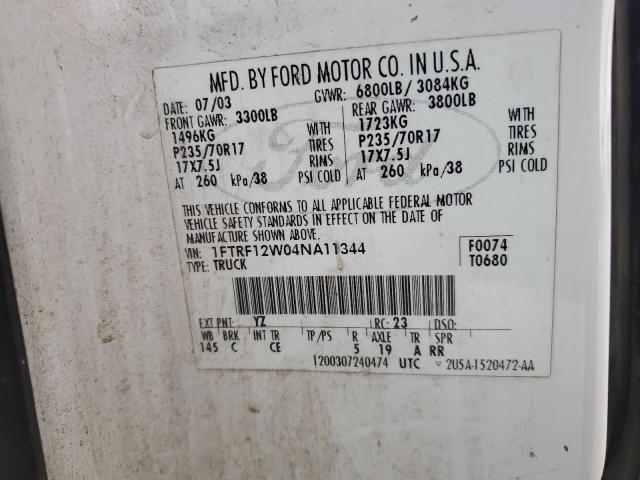 MFD. BY FORD MOTOR CO. IN U.S.A.
DATE: 07/03 GVWR: 6800LB/ 3084KG
FRONT GAWR: 3300LB REAR GAWR: 3800LB
1496KG WITH 1723KG WITH
P235/70R17 TIRES P235/70R17 TIRES
17X7.5J RIMS 17X7.5J RIMS
AT 260 kPa/38 PSI COLD AT 260 kPa/38 PSI COLD
THIS VEHICLE CONFORMS TO ALL APPLICABLE FEDERAL MOTOR
VEHICLE SAFETY STANDARDS IN EFFECT ON THE DATE OF
MANUFACTURE SHOWN ABOVE.
VIN: 1FTRF12W04NA11344 F0074
TYPE: TRUCK T0680
EXT PNT: YZ RC: 23 DSO:
WB BRK INT TR TP/PS R AXLE TR SPR
145 C CE 5 19 A RR
1200307240474 UTC 2U5A-1520472-AA
Ford